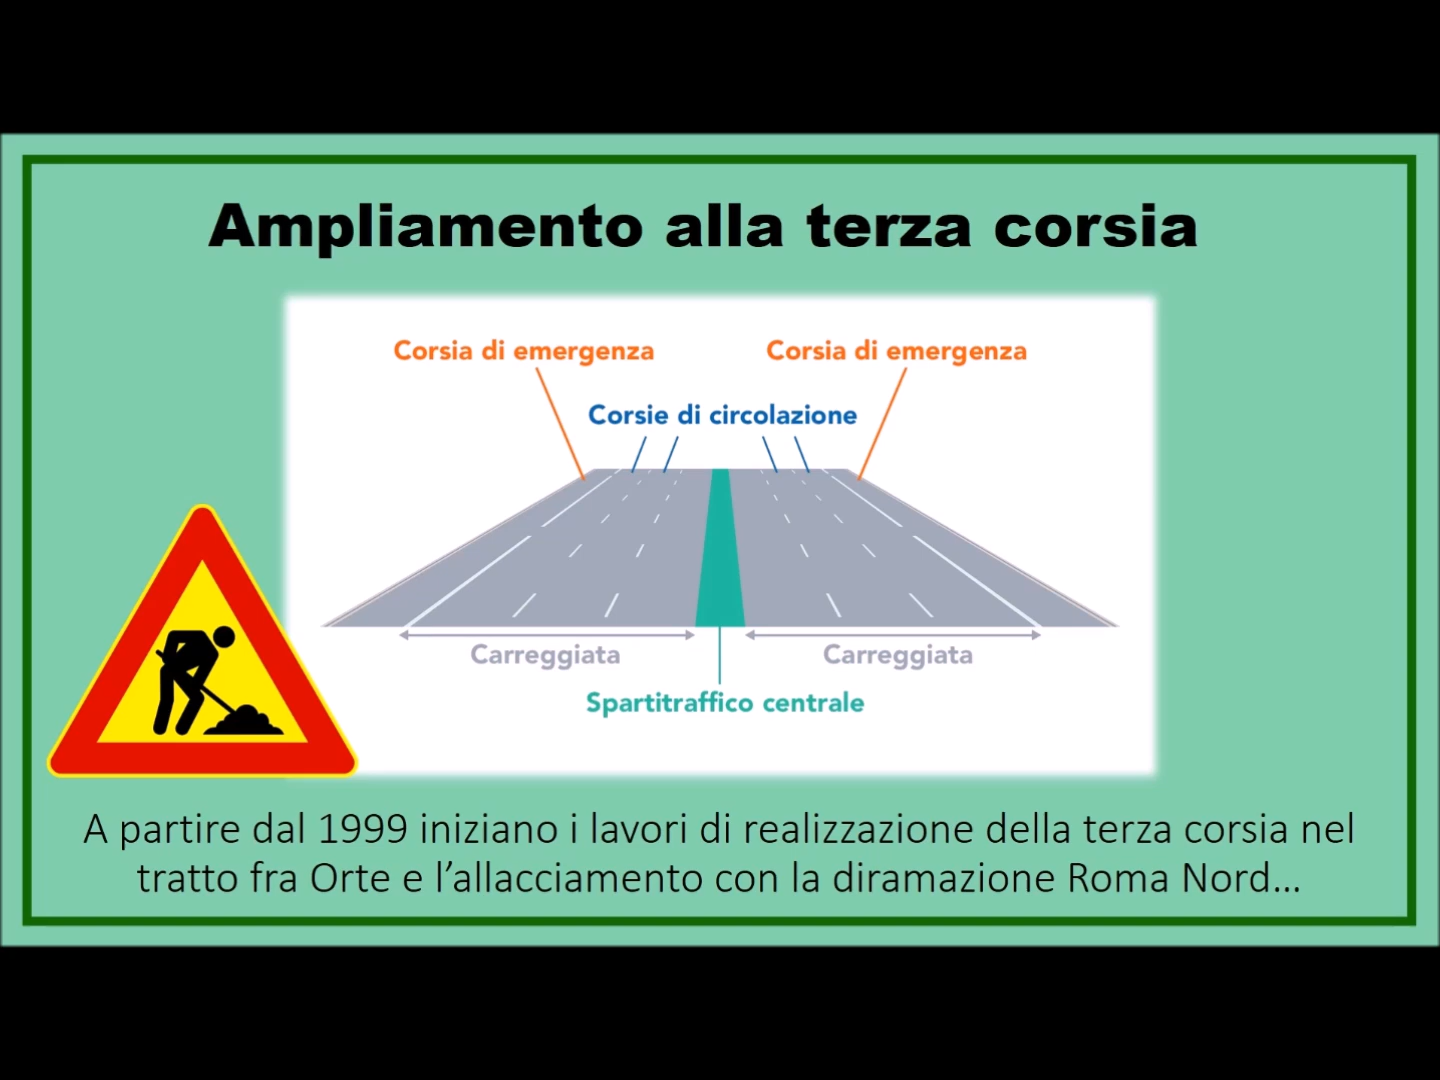 Ampliamento alla terza corsia
Corsia di emergenza
Corsia di emergenza
Corsie di circolazione
Carreggiata
Carreggiata
Spartitraffico centrale
A partire dal 1999 iniziano i lavori di realizzazione della terza corsia nel
tratto fra Orte e l’allacciamento con la diramazione Roma Nord…